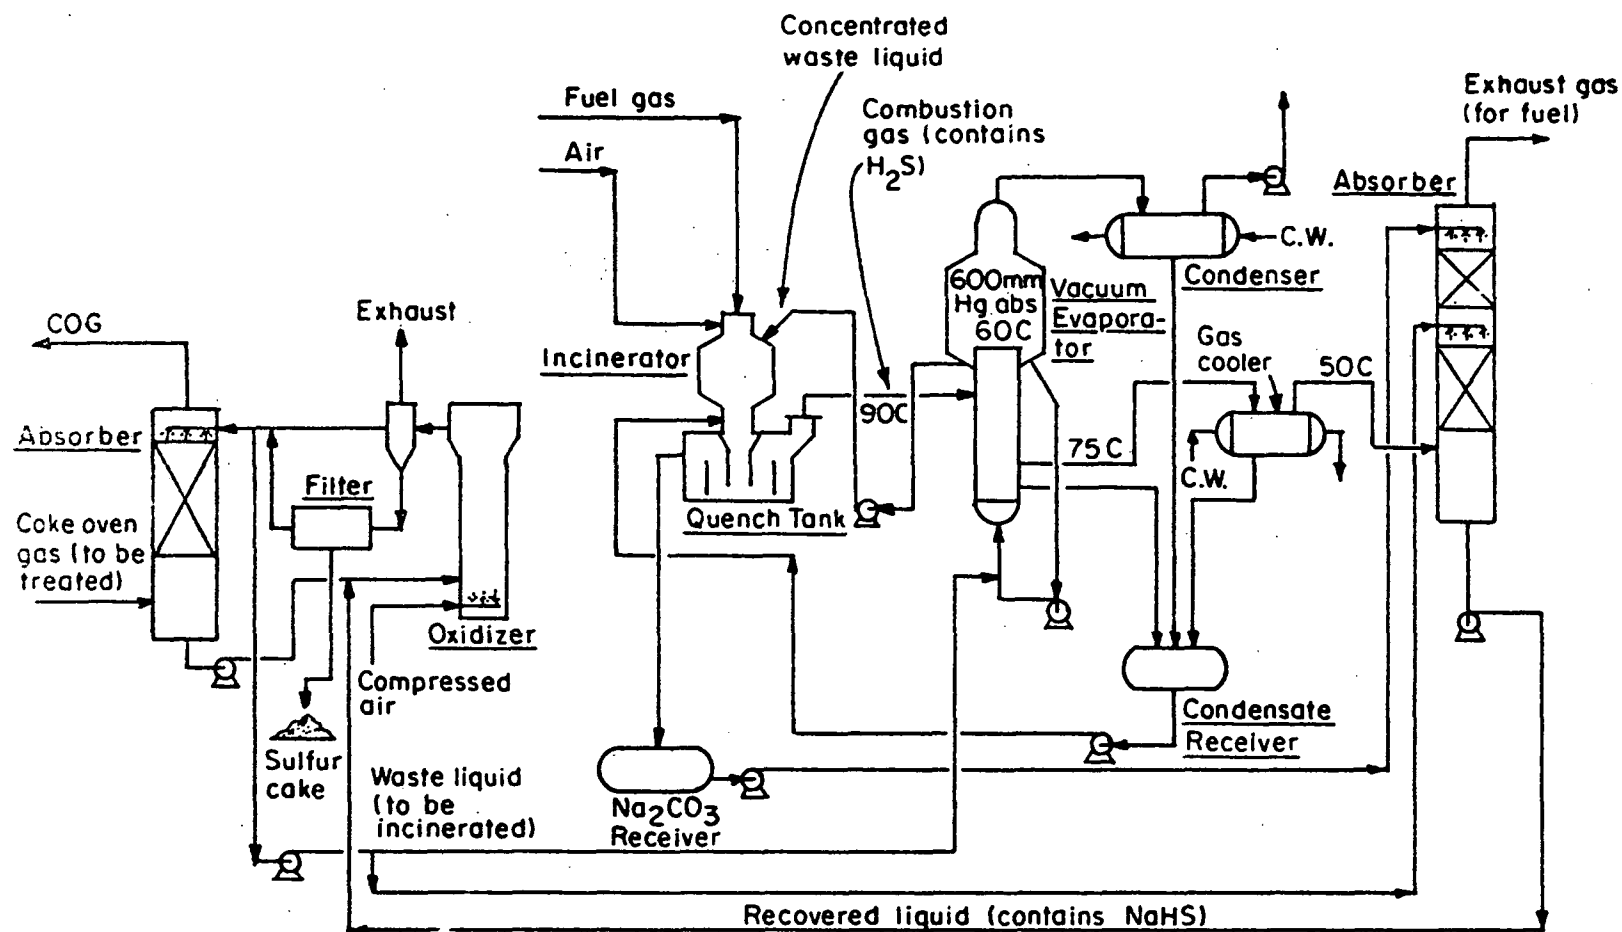 Concentrated
waste liquid
Fuel gas
Air
Combustion
gas (contains
H₂S)
Exhaust gas
(for fuel)
Absorber
C.W.
Condenser
600mm
Hg abs
60C
Vacuum
Evapora-
tor
Exhaust
COG
Incinerator
Gas
cooler
50C
90C
Absorber
75C
C.W.
Filter
Quench Tank
Coke oven
gas (to be
treated)
Oxidizer
Compressed
air
Condensate
Receiver
Sulfur
cake
Waste liquid
(to be
incinerated)
Na₂CO₃
Receiver
Recovered liquid (contains NaHS)